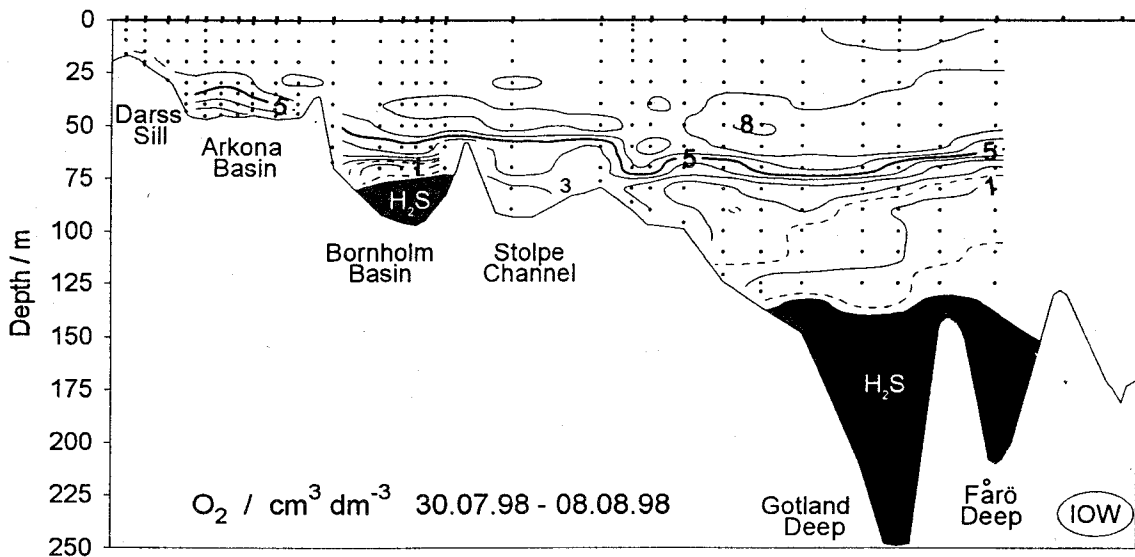 0
25
50
75
100
125
150
175
200
225
250
Depth / m
Darss
Sill
Arkona
Basin
5
1
H₂S
Bornholm
Basin
Stolpe
Channel
3
8
5
5
1
H₂S
Gotland
Deep
Fårö
Deep
O₂ / cm³ dm⁻³ 30.07.98 - 08.08.98
IOW